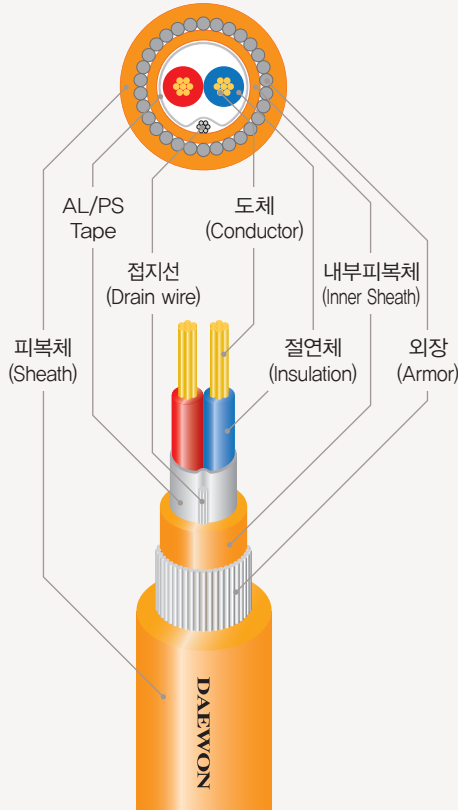 AL/PS
Tape
도체
(Conductor)
접지선
(Drain wire)
내부피복체
(Inner Sheath)
피복체
(Sheath)
절연체
(Insulation)
외장
(Armor)
DAEWON